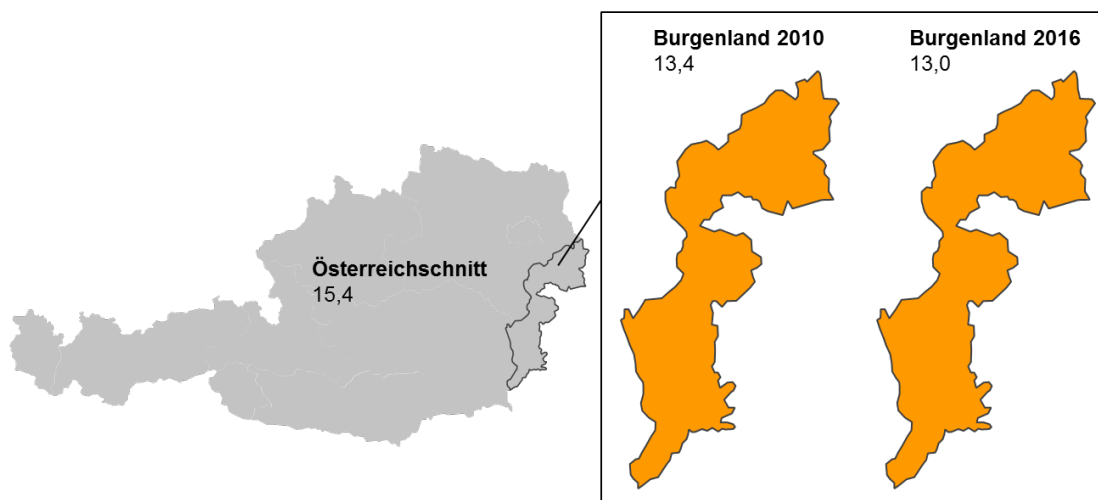 Österreichschnitt
15,4
Burgenland 2010
13,4
Burgenland 2016
13,0